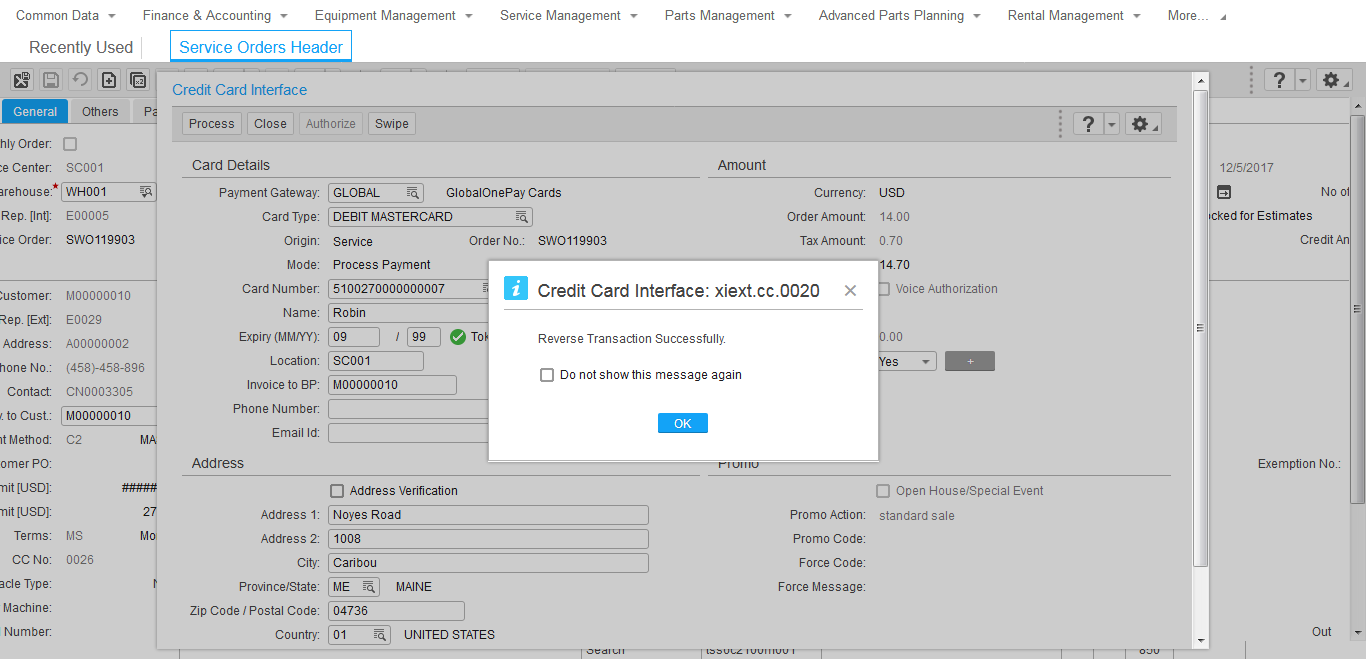 Common Data Finance & Accounting Equipment Management Service Management Parts Management Advanced Parts Planning Rental Management More...
Recently Used Service Orders Header
Credit Card Interface
General Others Pa
Process Close Authorize Swipe
hly Order:
ce Center: SC001
arehouse:* WH001
Rep. [Int]: E00005
ice Order: SWO119903
Customer: M00000010
Rep. [Ext]: E0029
Address: A00000002
hone No.: (458)-458-896
Contact: CN0003305
. to Cust.: M00000010
nt Method: C2 MA
omer PO:
mit [USD]: #####
mit [USD]: 27
Terms: MS Mo
CC No: 0026
acle Type:
Machine:
l Number:
Card Details
Payment Gateway: GLOBAL GlobalOnePay Cards
Card Type: DEBIT MASTERCARD
Origin: Service Order No.: SWO119903
Mode: Process Payment
Card Number: 5100270000000007
Name: Robin
Expiry (MM/YY): 09 / 99 Tok
Location: SC001
Invoice to BP: M00000010
Phone Number:
Email Id:
Amount
Currency: USD
Order Amount: 14.00
Tax Amount: 0.70
14.70
Voice Authorization
0.00
Yes +
Credit Card Interface: xiext.cc.0020
Reverse Transaction Successfully.
Do not show this message again
OK
Address
Address Verification
Address 1: Noyes Road
Address 2: 1008
City: Caribou
Province/State: ME MAINE
Zip Code / Postal Code: 04736
Country: 01 UNITED STATES
Promo
Open House/Special Event
Promo Action: standard sale
Promo Code:
Force Code:
Force Message:
12/5/2017
No of
cked for Estimates
Credit An
Exemption No.:
Out
Search tss0c2100m001 850